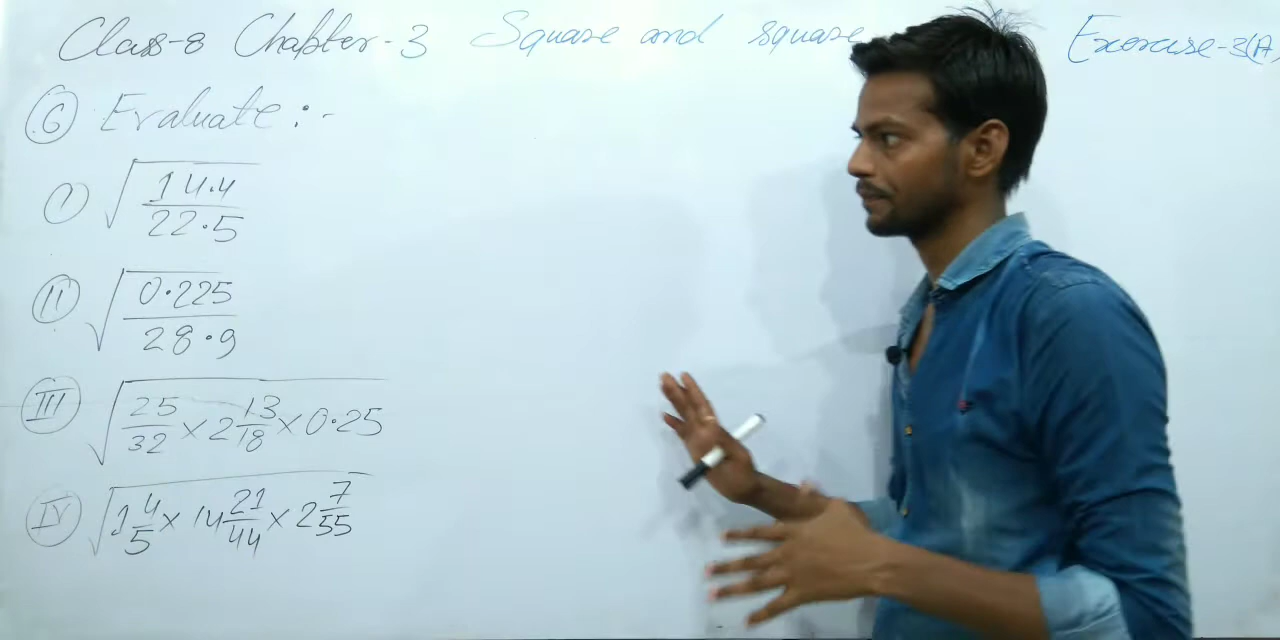 Class-8 Chapter-3 Square and square Exercise-3(A)
6 Evaluate :-
I √(14.4/22.5)
II √(0.225/28.9)
III √(25/32 × 2 13/18 × 0.25)
IV √(1 4/5 × 14 21/44 × 2 7/55)